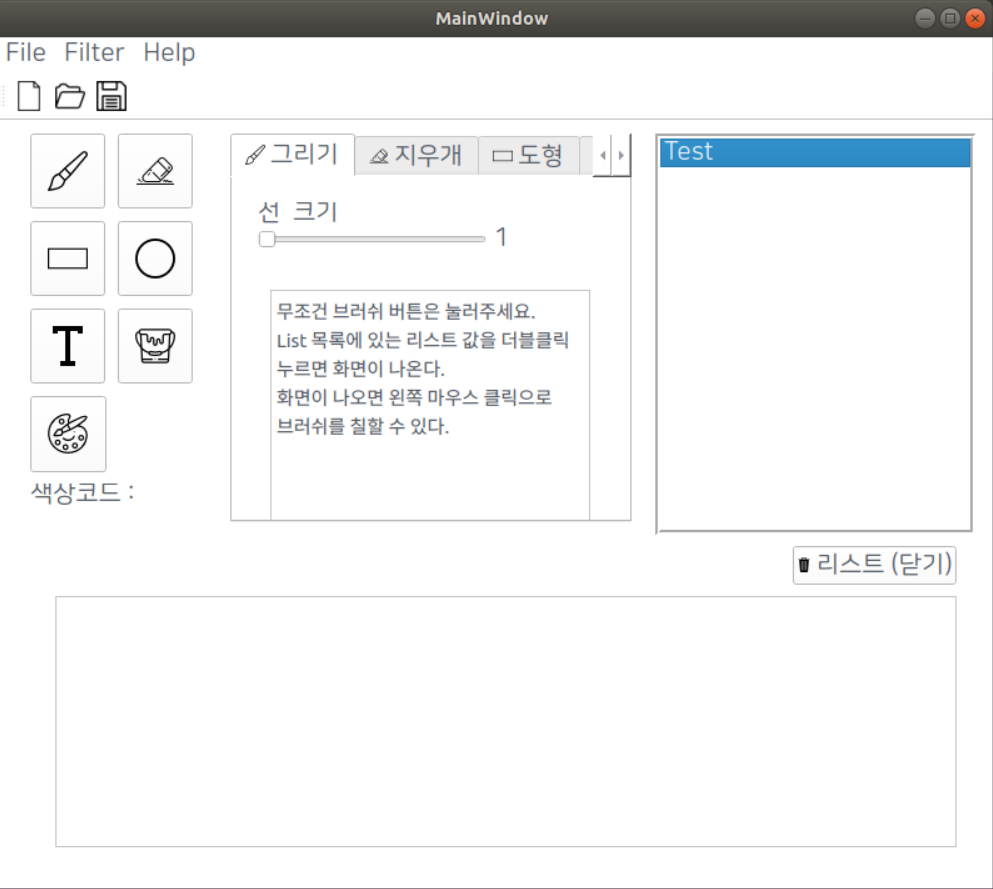 MainWindow
File Filter Help
그리기 지우개 도형
선 크기
1
무조건 브러쉬 버튼은 눌러주세요.
List 목록에 있는 리스트 값을 더블클릭
누르면 화면이 나온다.
화면이 나오면 왼쪽 마우스 클릭으로
브러쉬를 칠할 수 있다.
Test
T
색상코드 :
리스트 (닫기)